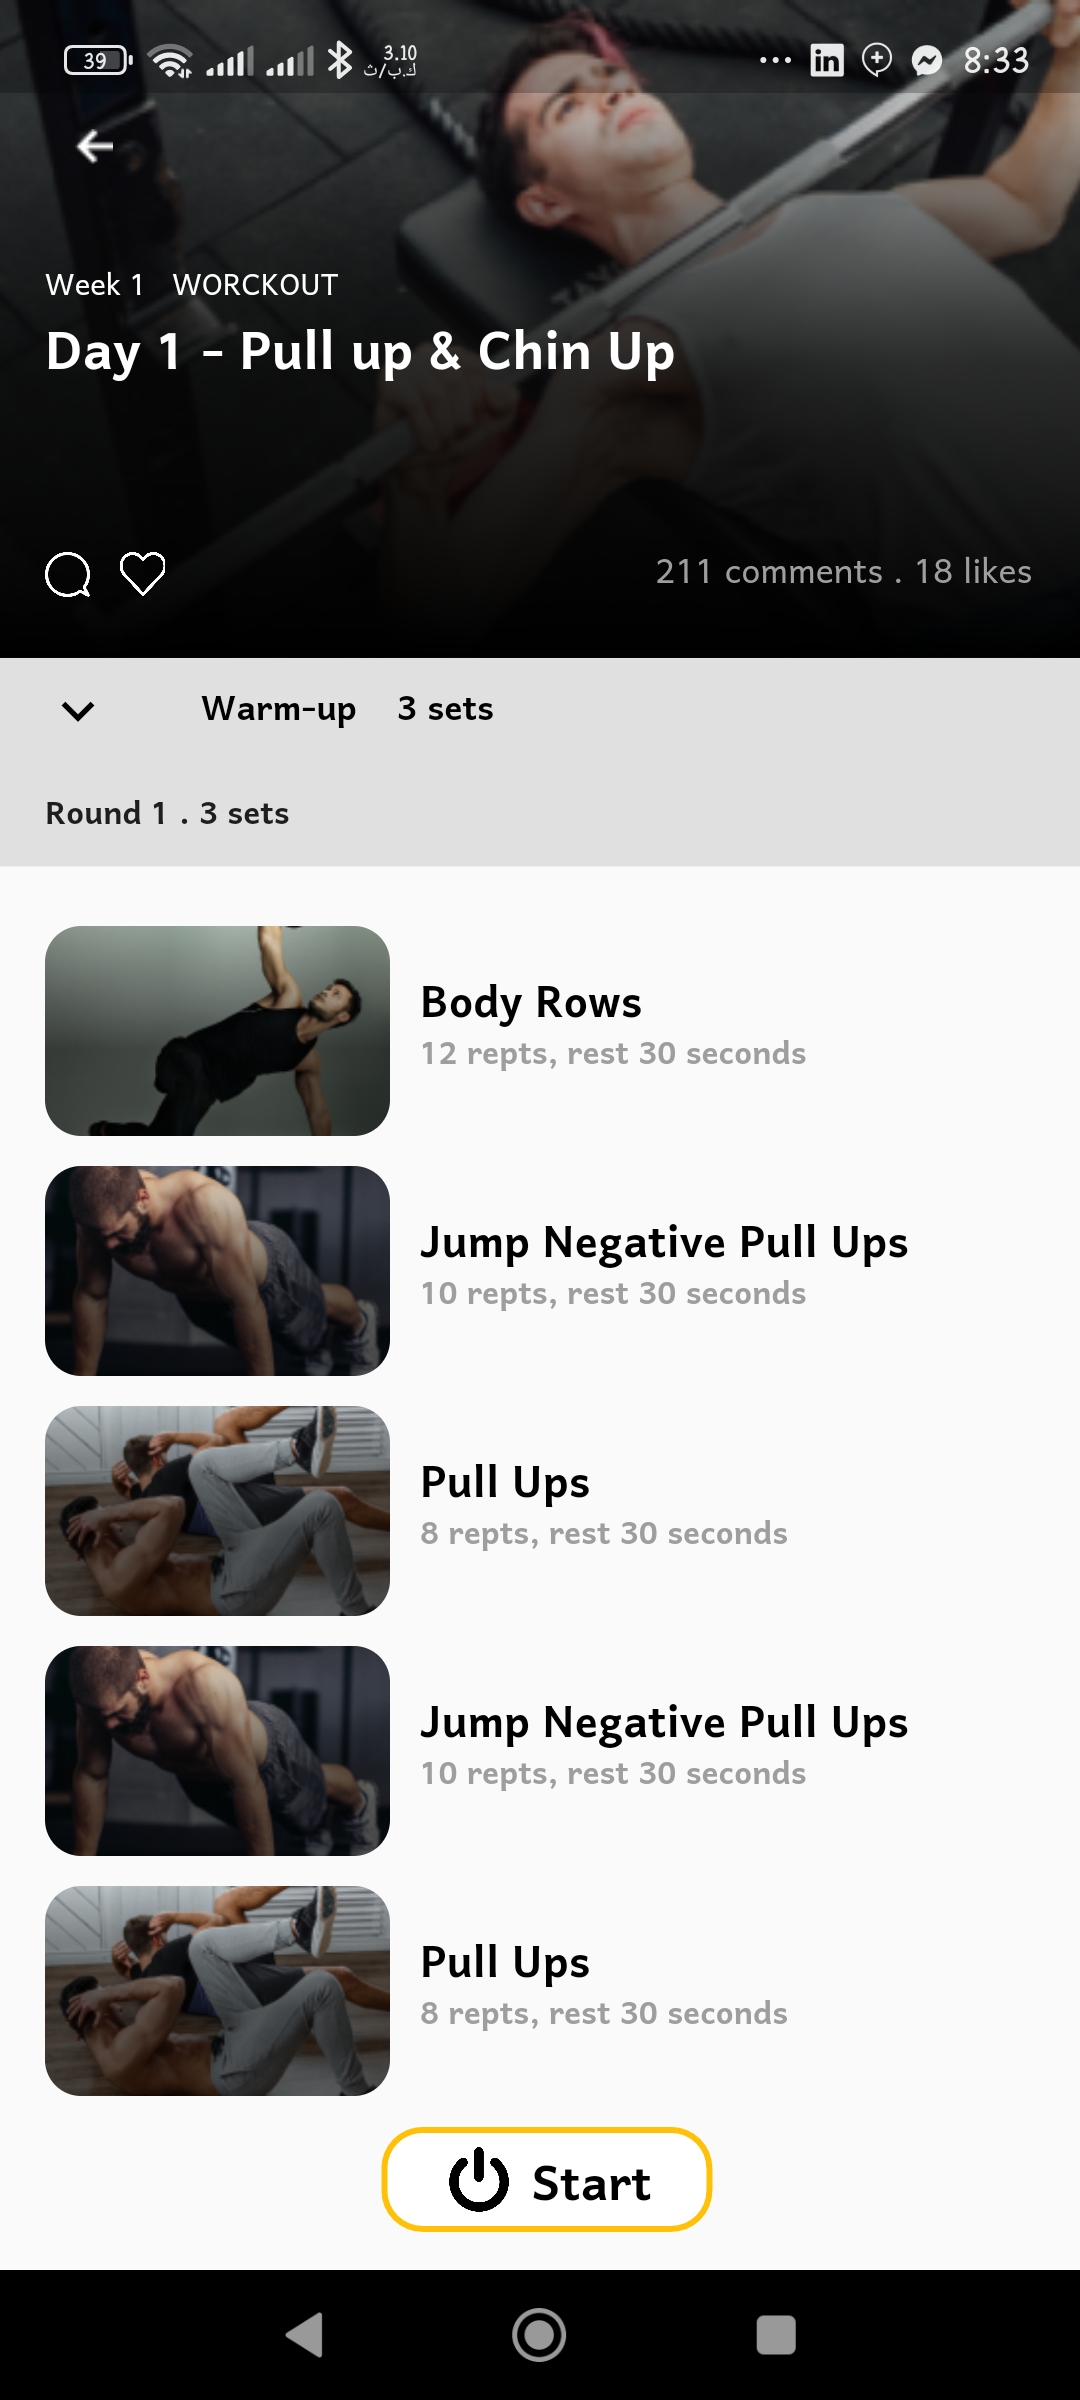 39 3.10 ك.ب/ث 8:33
Week 1 WORCKOUT
Day 1 - Pull up & Chin Up
211 comments . 18 likes
Warm-up 3 sets
Round 1 . 3 sets
Body Rows
12 repts, rest 30 seconds
Jump Negative Pull Ups
10 repts, rest 30 seconds
Pull Ups
8 repts, rest 30 seconds
Jump Negative Pull Ups
10 repts, rest 30 seconds
Pull Ups
8 repts, rest 30 seconds
Start